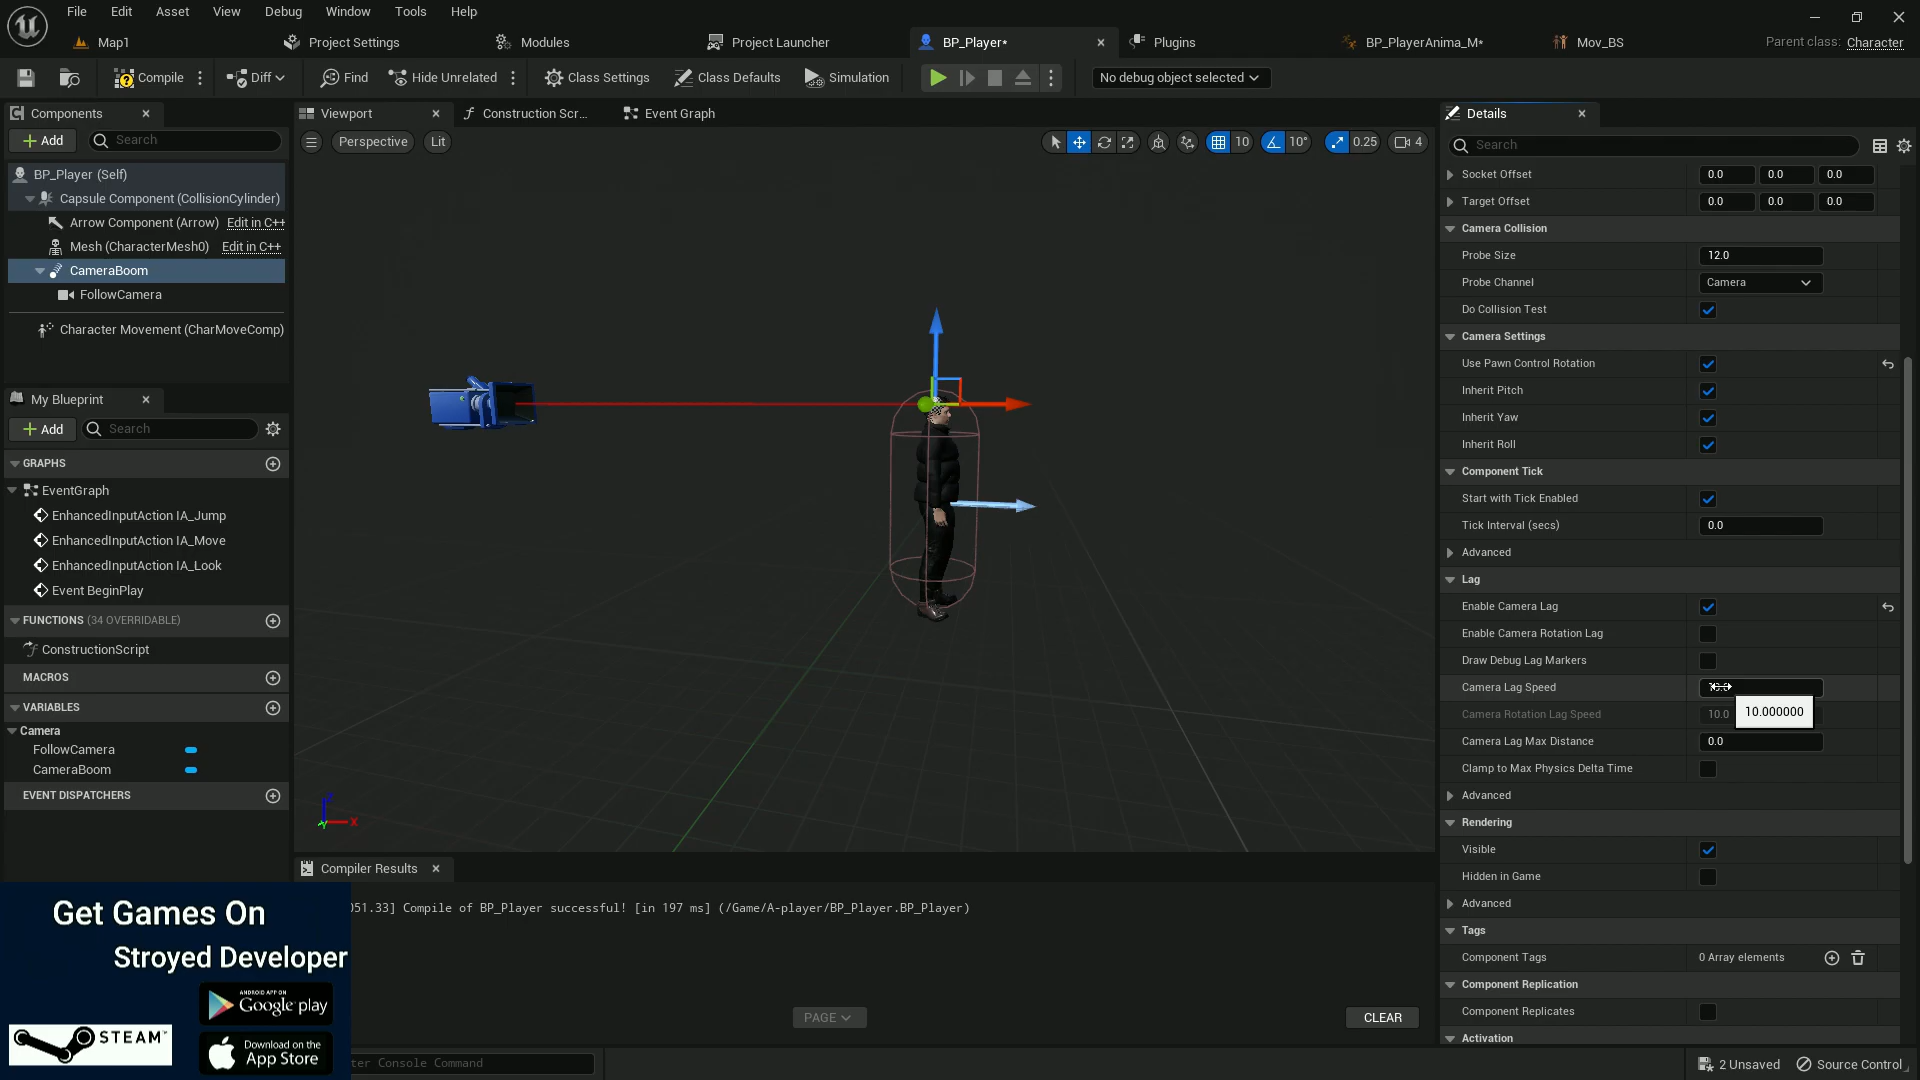 File Edit Asset View Debug Window Tools Help
Map1 Project Settings Modules Project Launcher BP_Player* Plugins BP_PlayerAnima_M* Mov_BS Parent class: Character
Compile Diff Find Hide Unrelated Class Settings Class Defaults Simulation No debug object selected
Components
Add Search
BP_Player (Self)
Capsule Component (CollisionCylinder)
Arrow Component (Arrow) Edit in C++
Mesh (CharacterMesh0) Edit in C++
CameraBoom
FollowCamera
Character Movement (CharMoveComp)
My Blueprint
Add Search
GRAPHS
EventGraph
EnhancedInputAction IA_Jump
EnhancedInputAction IA_Move
EnhancedInputAction IA_Look
Event BeginPlay
FUNCTIONS (34 OVERRIDABLE)
ConstructionScript
MACROS
VARIABLES
Camera
FollowCamera
CameraBoom
EVENT DISPATCHERS
Viewport Construction Scr... Event Graph
Perspective Lit 10 10° 0.25 4
Z
X
Y
Compiler Results
051.33] Compile of BP_Player successful! [in 197 ms] (/Game/A-player/BP_Player.BP_Player)
PAGE CLEAR
ter Console Command
Get Games On
Stroyed Developer
STEAM™
ANDROID APP ON
Google play
Download on the
App Store
Details
Search
Socket Offset 0.0 0.0 0.0
Target Offset 0.0 0.0 0.0
Camera Collision
Probe Size 12.0
Probe Channel Camera
Do Collision Test
Camera Settings
Use Pawn Control Rotation
Inherit Pitch
Inherit Yaw
Inherit Roll
Component Tick
Start with Tick Enabled
Tick Interval (secs) 0.0
Advanced
Lag
Enable Camera Lag
Enable Camera Rotation Lag
Draw Debug Lag Markers
Camera Lag Speed
Camera Rotation Lag Speed 10.0
10.000000
Camera Lag Max Distance 0.0
Clamp to Max Physics Delta Time
Advanced
Rendering
Visible
Hidden in Game
Advanced
Tags
Component Tags 0 Array elements
Component Replication
Component Replicates
Activation
2 Unsaved Source Control